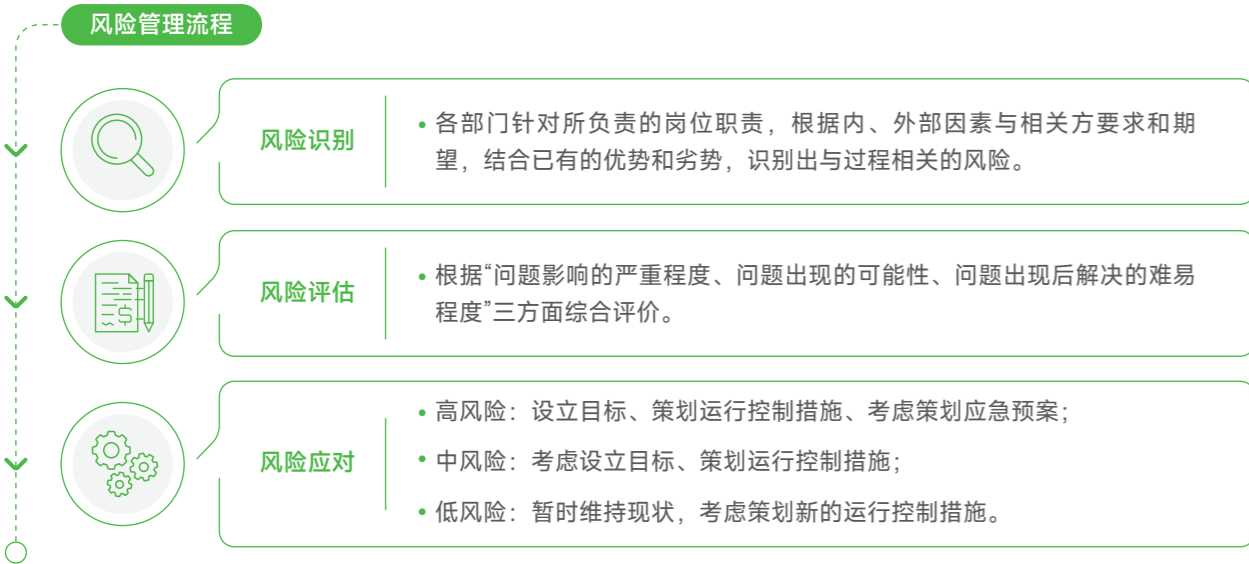 风险管理流程
风险识别
• 各部门针对所负责的岗位职责，根据内、外部因素与相关方要求和期
望，结合已有的优势和劣势，识别出与过程相关的风险。
风险评估
• 根据“问题影响的严重程度、问题出现的可能性、问题出现后解决的难易
程度”三方面综合评价。
风险应对
• 高风险：设立目标、策划运行控制措施、考虑策划应急预案；
• 中风险：考虑设立目标、策划运行控制措施；
• 低风险：暂时维持现状，考虑策划新的运行控制措施。